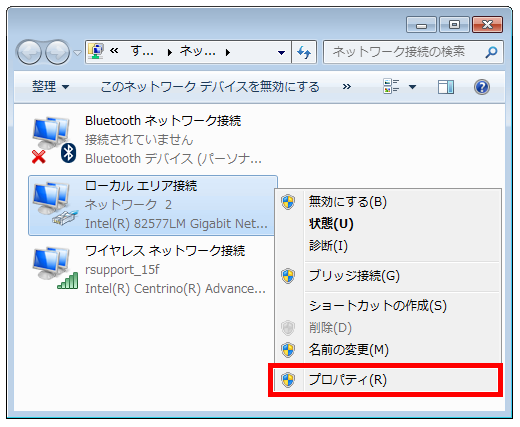 « す... ネッ...
ネットワーク接続の検索
整理 このネットワーク デバイスを無効にする »
Bluetooth ネットワーク接続
接続されていません
Bluetooth デバイス (パーソナ...
ローカル エリア接続
ネットワーク 2
Intel(R) 82577LM Gigabit Net...
ワイヤレス ネットワーク接続
rsupport_15f
Intel(R) Centrino(R) Advance...
無効にする(B)
状態(U)
診断(I)
ブリッジ接続(G)
ショートカットの作成(S)
削除(D)
名前の変更(M)
プロパティ(R)